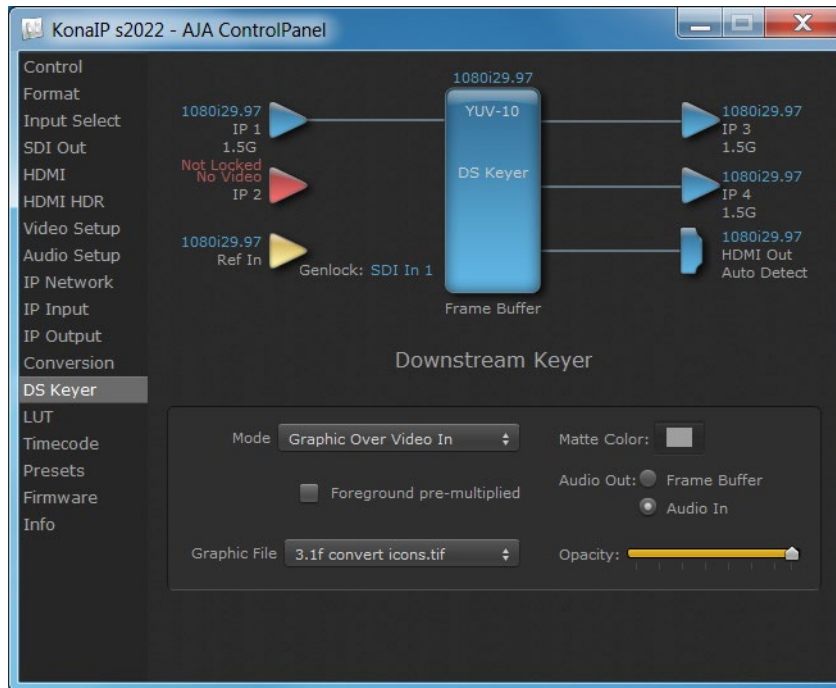 KonaIP s2022 - AJA ControlPanel
Control
Format
Input Select
SDI Out
HDMI
HDMI HDR
Video Setup
Audio Setup
IP Network
IP Input
IP Output
Conversion
DS Keyer
LUT
Timecode
Presets
Firmware
Info
1080i29.97
IP 1
1.5G
Not Locked
No Video
IP 2
1080i29.97
Ref In
Genlock: SDI In 1
1080i29.97
YUV-10
DS Keyer
Frame Buffer
1080i29.97
IP 3
1.5G
1080i29.97
IP 4
1.5G
1080i29.97
HDMI Out
Auto Detect
Downstream Keyer
Mode Graphic Over Video In
Foreground pre-multiplied
Graphic File 3.1f convert icons.tif
Matte Color:
Audio Out: Frame Buffer
Audio In
Opacity: